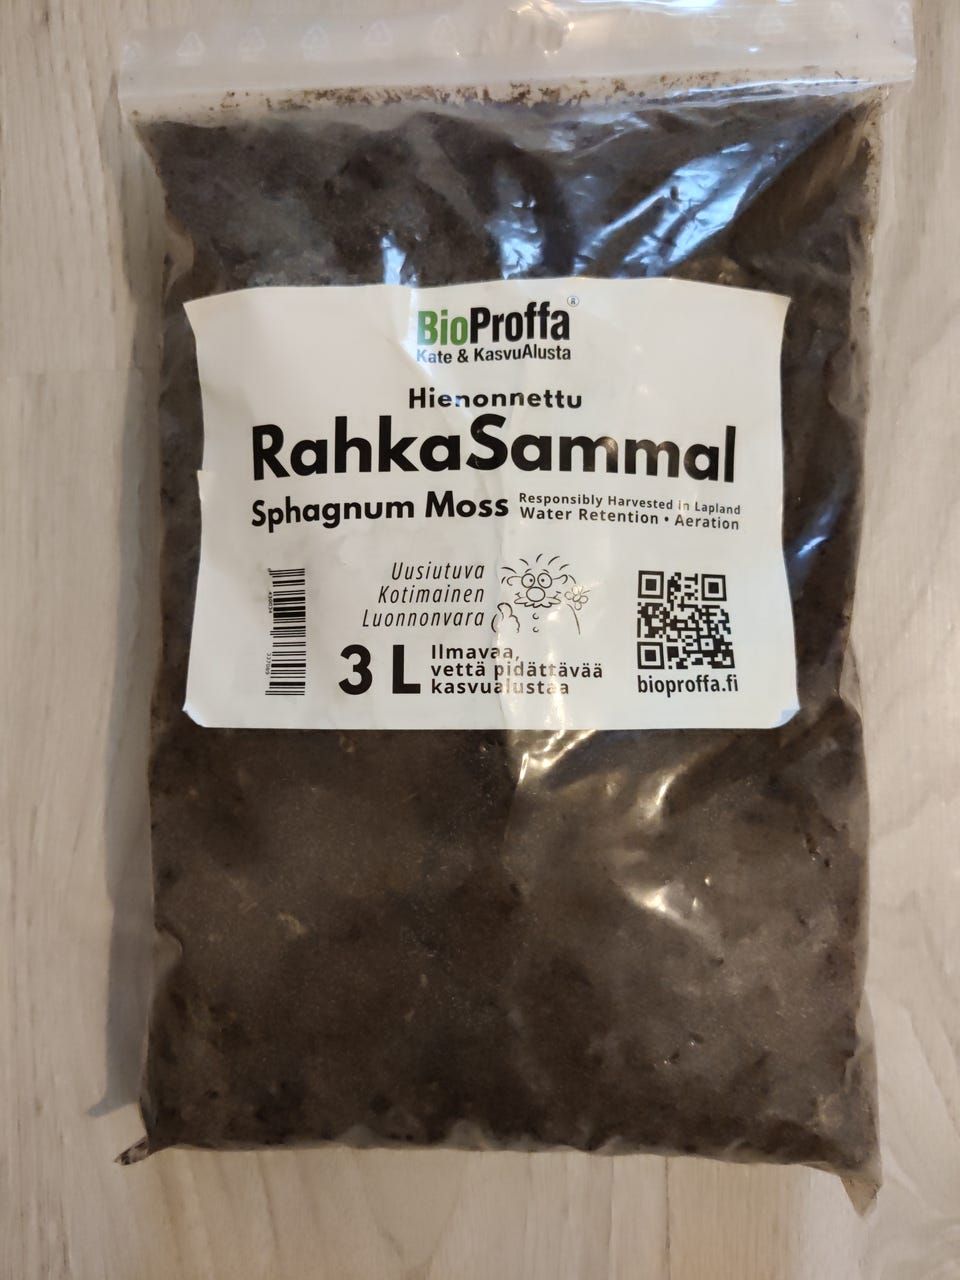 BioProffa®
Kate & KasvuAlusta
Hienonnettu
RahkaSammal
Sphagnum Moss
Responsibly Harvested in Lapland
Water Retention • Aeration
Uusiutuva
Kotimainen
Luonnonvara
3 L
Ilmavaa,
vettä pidättävää
kasvualustaa
bioproffa.fi